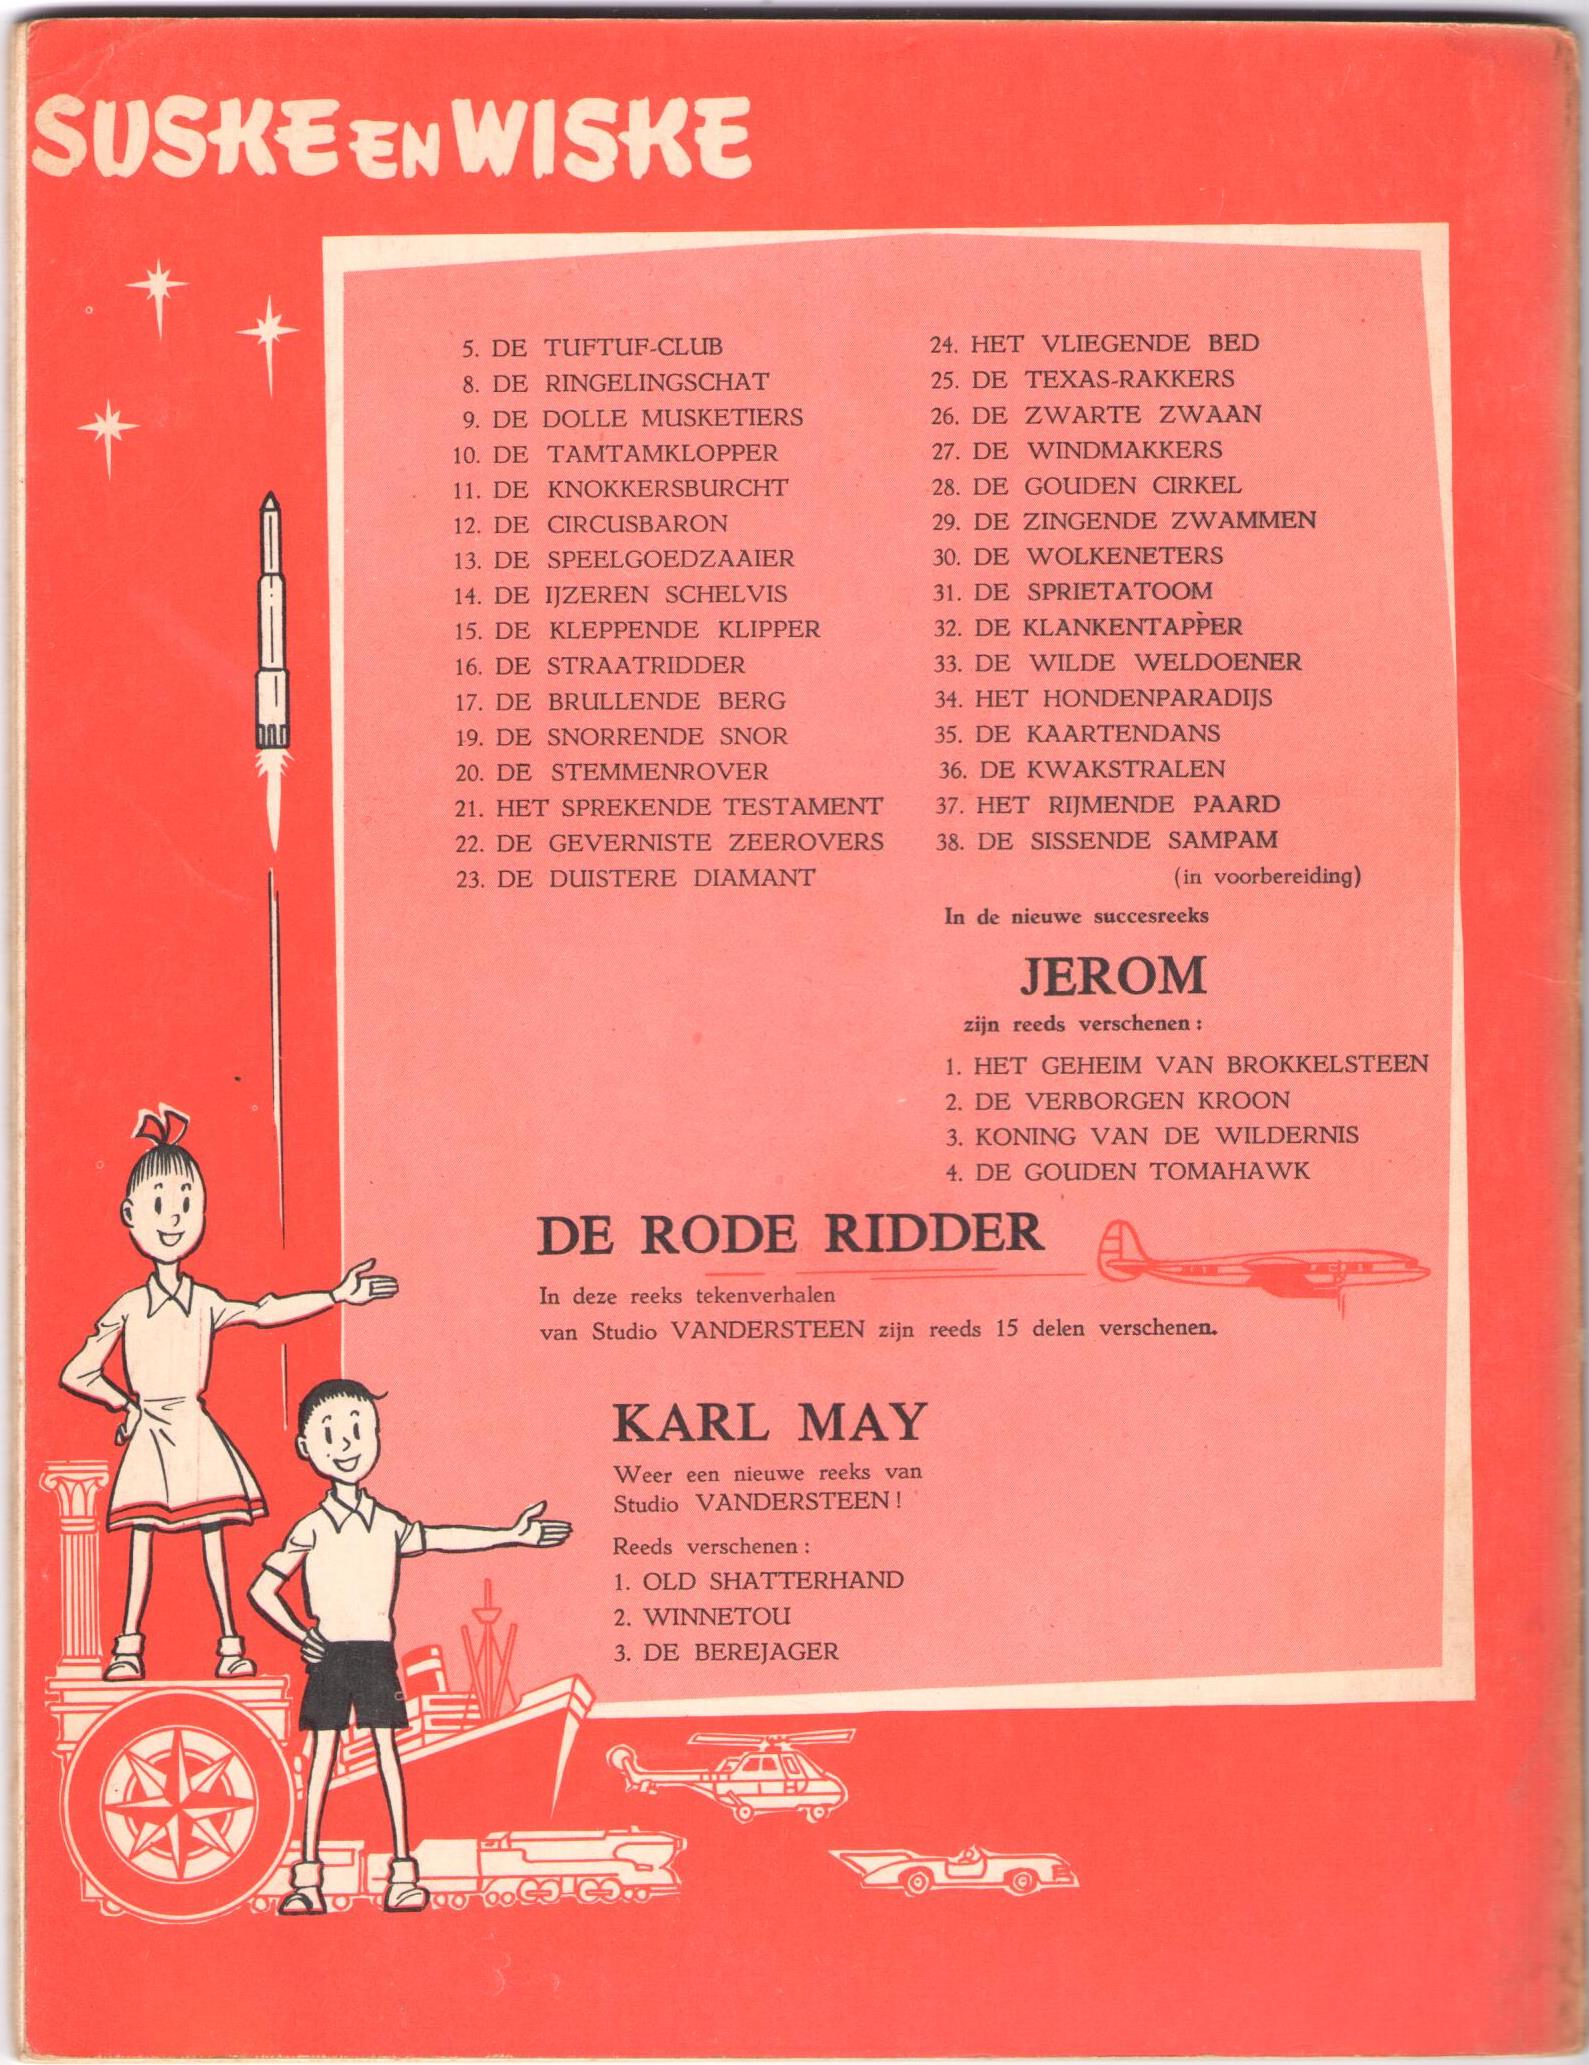 SUSKE EN WISKE
5. DE TUFTUF-CLUB
8. DE RINGELINGSCHAT
9. DE DOLLE MUSKETIERS
10. DE TAMTAMKLOPPER
11. DE KNOKKERSBURCHT
12. DE CIRCUSBARON
13. DE SPEELGOEDZAAIER
14. DE IJZEREN SCHELVIS
15. DE KLEPPENDE KLIPPER
16. DE STRAATRIDDER
17. DE BRULLENDE BERG
19. DE SNORRENDE SNOR
20. DE STEMMENROVER
21. HET SPREKENDE TESTAMENT
22. DE GEVERNISTE ZEEROVERS
23. DE DUISTERE DIAMANT
24. HET VLIEGENDE BED
25. DE TEXAS-RAKKERS
26. DE ZWARTE ZWAAN
27. DE WINDMAKKERS
28. DE GOUDEN CIRKEL
29. DE ZINGENDE ZWAMMEN
30. DE WOLKENETERS
31. DE SPRIETATOOM
32. DE KLANKENTAPPER
33. DE WILDE WELDOENER
34. HET HONDENPARADIJS
35. DE KAARTENDANS
36. DE KWAKSTRALEN
37. HET RIJMENDE PAARD
38. DE SISSENDE SAMPAM
(in voorbereiding)
In de nieuwe succesreeks
JEROM
zijn reeds verschenen :
1. HET GEHEIM VAN BROKKELSTEEN
2. DE VERBORGEN KROON
3. KONING VAN DE WILDERNIS
4. DE GOUDEN TOMAHAWK
DE RODE RIDDER
In deze reeks tekenverhalen
van Studio VANDERSTEEN zijn reeds 15 delen verschenen.
KARL MAY
Weer een nieuwe reeks van
Studio VANDERSTEEN !
Reeds verschenen :
1. OLD SHATTERHAND
2. WINNETOU
3. DE BEREJAGER